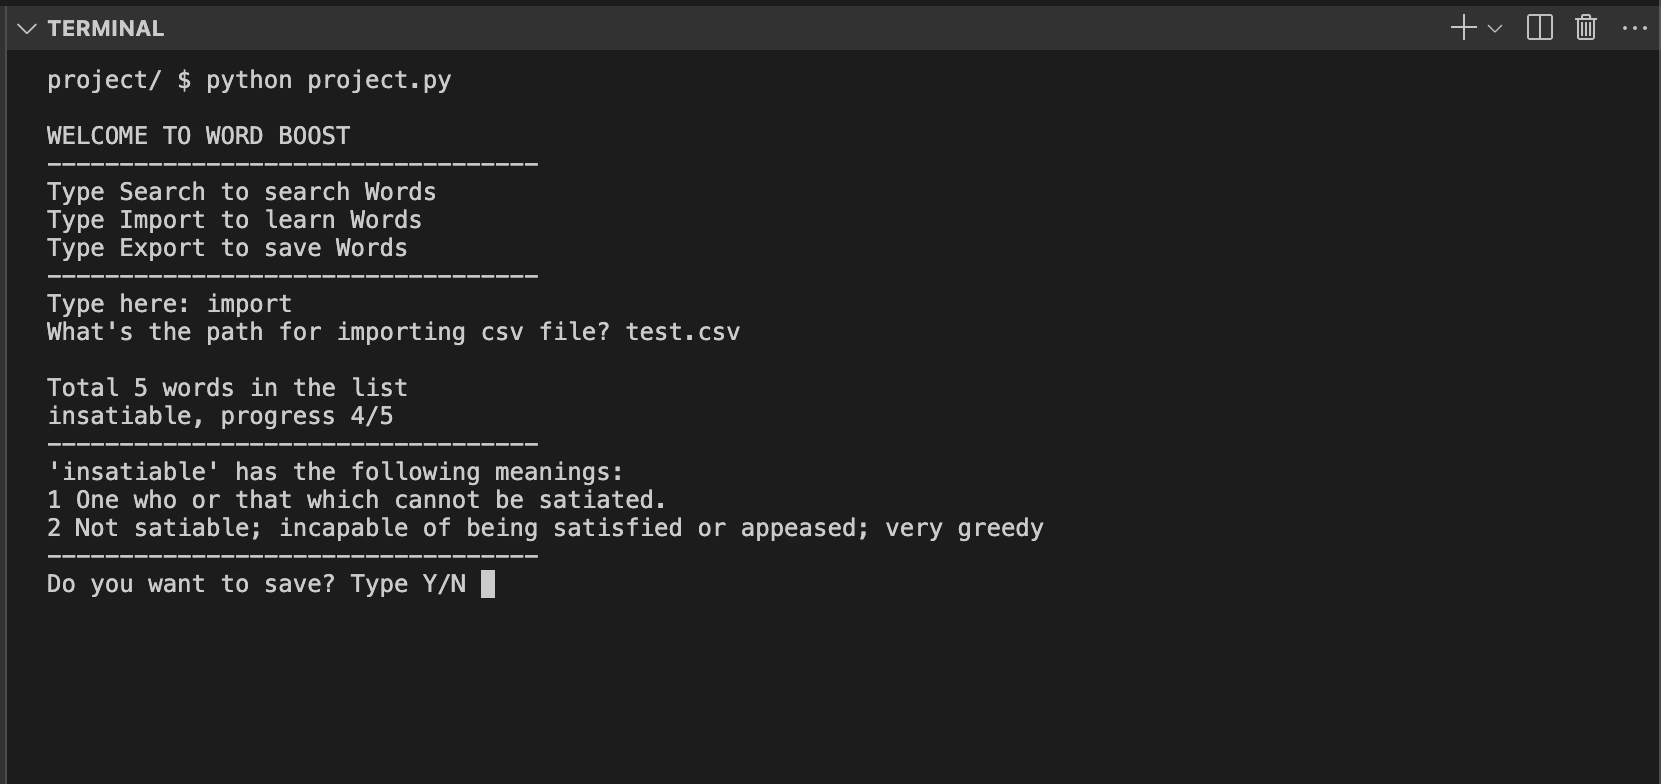 TERMINAL
project/ $ python project.py
WELCOME TO WORD BOOST
----------------------------------
Type Search to search Words
Type Import to learn Words
Type Export to save Words
----------------------------------
Type here: import
What's the path for importing csv file? test.csv
Total 5 words in the list
insatiable, progress 4/5
----------------------------------
'insatiable' has the following meanings:
1 One who or that which cannot be satiated.
2 Not satiable; incapable of being satisfied or appeased; very greedy
----------------------------------
Do you want to save? Type Y/N